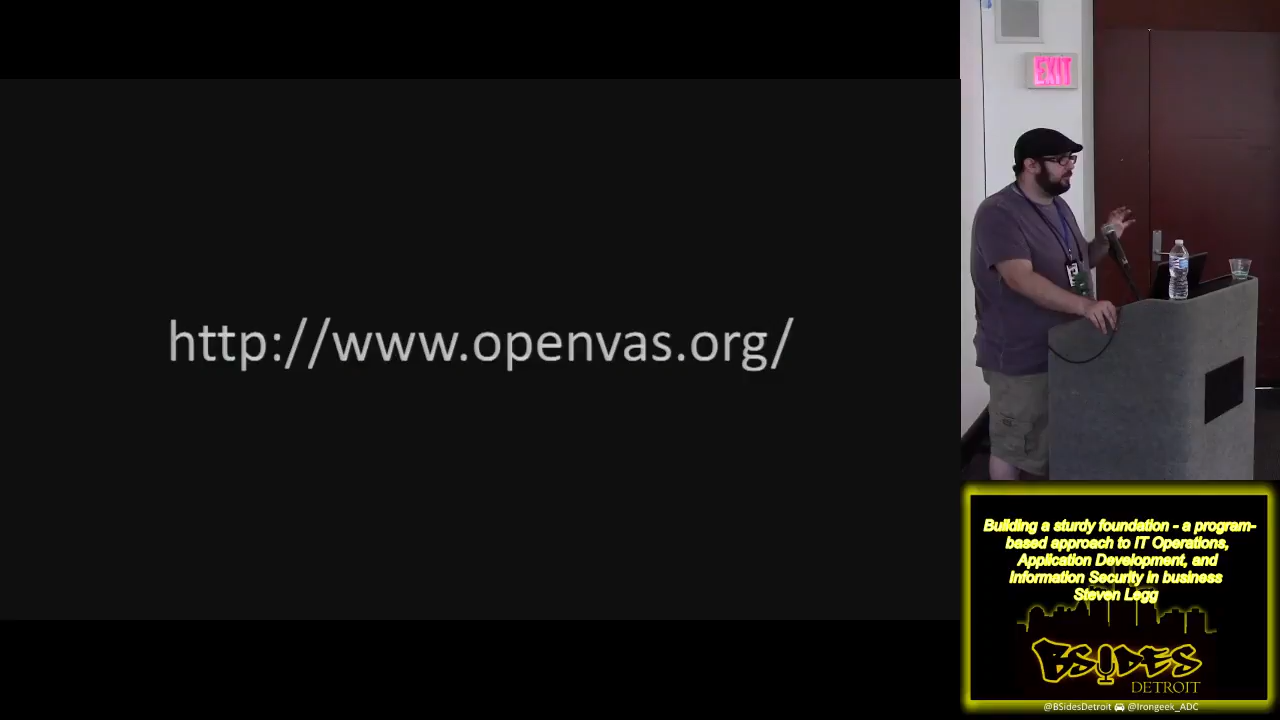 http://www.openvas.org/
EXIT
Building a sturdy foundation - a program-
based approach to IT Operations,
Application Development, and
Information Security in business
Steven Legg
BSIDES
DETROIT
@BSidesDetroit @Irongeek_ADC